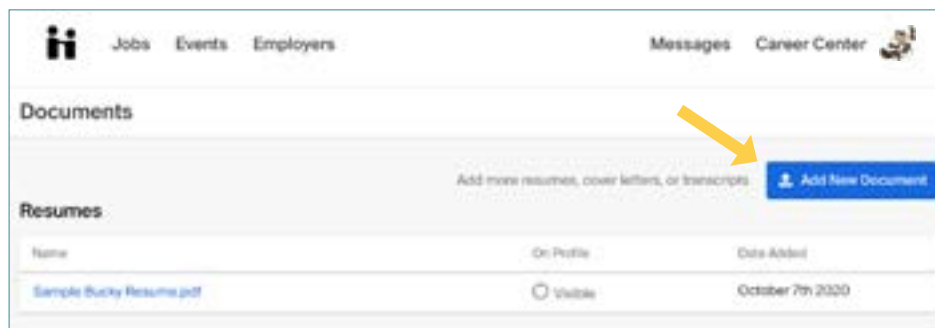 Jobs Events Employers Messages Career Center
Documents
Add more resumes, cover letters, or transcripts Add New Document
Resumes
Name On Profile Date Added
Sample Bucky Resume.pdf Visible October 7th 2020